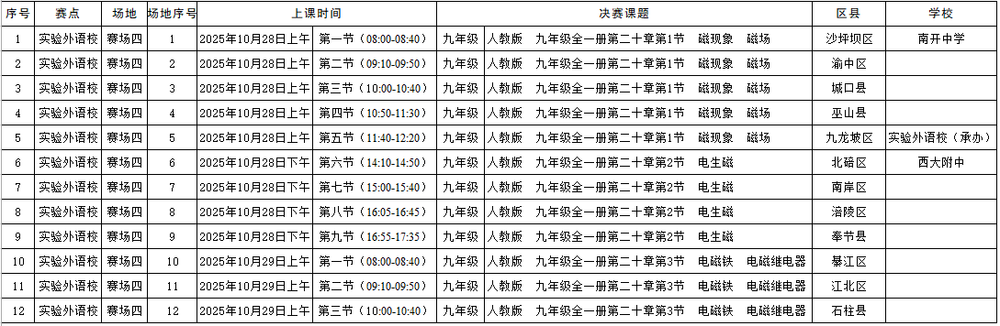 序号 赛点 场地 场地序号 上课时间 决赛课题 区县 学校
1 实验外语校 赛场四 1 2025年10月28日上午 第一节（08:00-08:40） 九年级 人教版 九年级全一册第二十章第1节 磁现象 磁场 沙坪坝区 南开中学
2 实验外语校 赛场四 2 2025年10月28日上午 第二节（09:10-09:50） 九年级 人教版 九年级全一册第二十章第1节 磁现象 磁场 渝中区
3 实验外语校 赛场四 3 2025年10月28日上午 第三节（10:00-10:40） 九年级 人教版 九年级全一册第二十章第1节 磁现象 磁场 城口县
4 实验外语校 赛场四 4 2025年10月28日上午 第四节（10:50-11:30） 九年级 人教版 九年级全一册第二十章第1节 磁现象 磁场 巫山县
5 实验外语校 赛场四 5 2025年10月28日上午 第五节（11:40-12:20） 九年级 人教版 九年级全一册第二十章第1节 磁现象 磁场 九龙坡区 实验外语校（承办）
6 实验外语校 赛场四 6 2025年10月28日下午 第六节（14:10-14:50） 九年级 人教版 九年级全一册第二十章第2节 电生磁 北碚区 西大附中
7 实验外语校 赛场四 7 2025年10月28日下午 第七节（15:00-15:40） 九年级 人教版 九年级全一册第二十章第2节 电生磁 南岸区
8 实验外语校 赛场四 8 2025年10月28日下午 第八节（16:05-16:45） 九年级 人教版 九年级全一册第二十章第2节 电生磁 涪陵区
9 实验外语校 赛场四 9 2025年10月28日下午 第九节（16:55-17:35） 九年级 人教版 九年级全一册第二十章第2节 电生磁 奉节县
10 实验外语校 赛场四 10 2025年10月29日上午 第一节（08:00-08:40） 九年级 人教版 九年级全一册第二十章第3节 电磁铁 电磁继电器 綦江区
11 实验外语校 赛场四 11 2025年10月29日上午 第二节（09:10-09:50） 九年级 人教版 九年级全一册第二十章第3节 电磁铁 电磁继电器 江北区
12 实验外语校 赛场四 12 2025年10月29日上午 第三节（10:00-10:40） 九年级 人教版 九年级全一册第二十章第3节 电磁铁 电磁继电器 石柱县